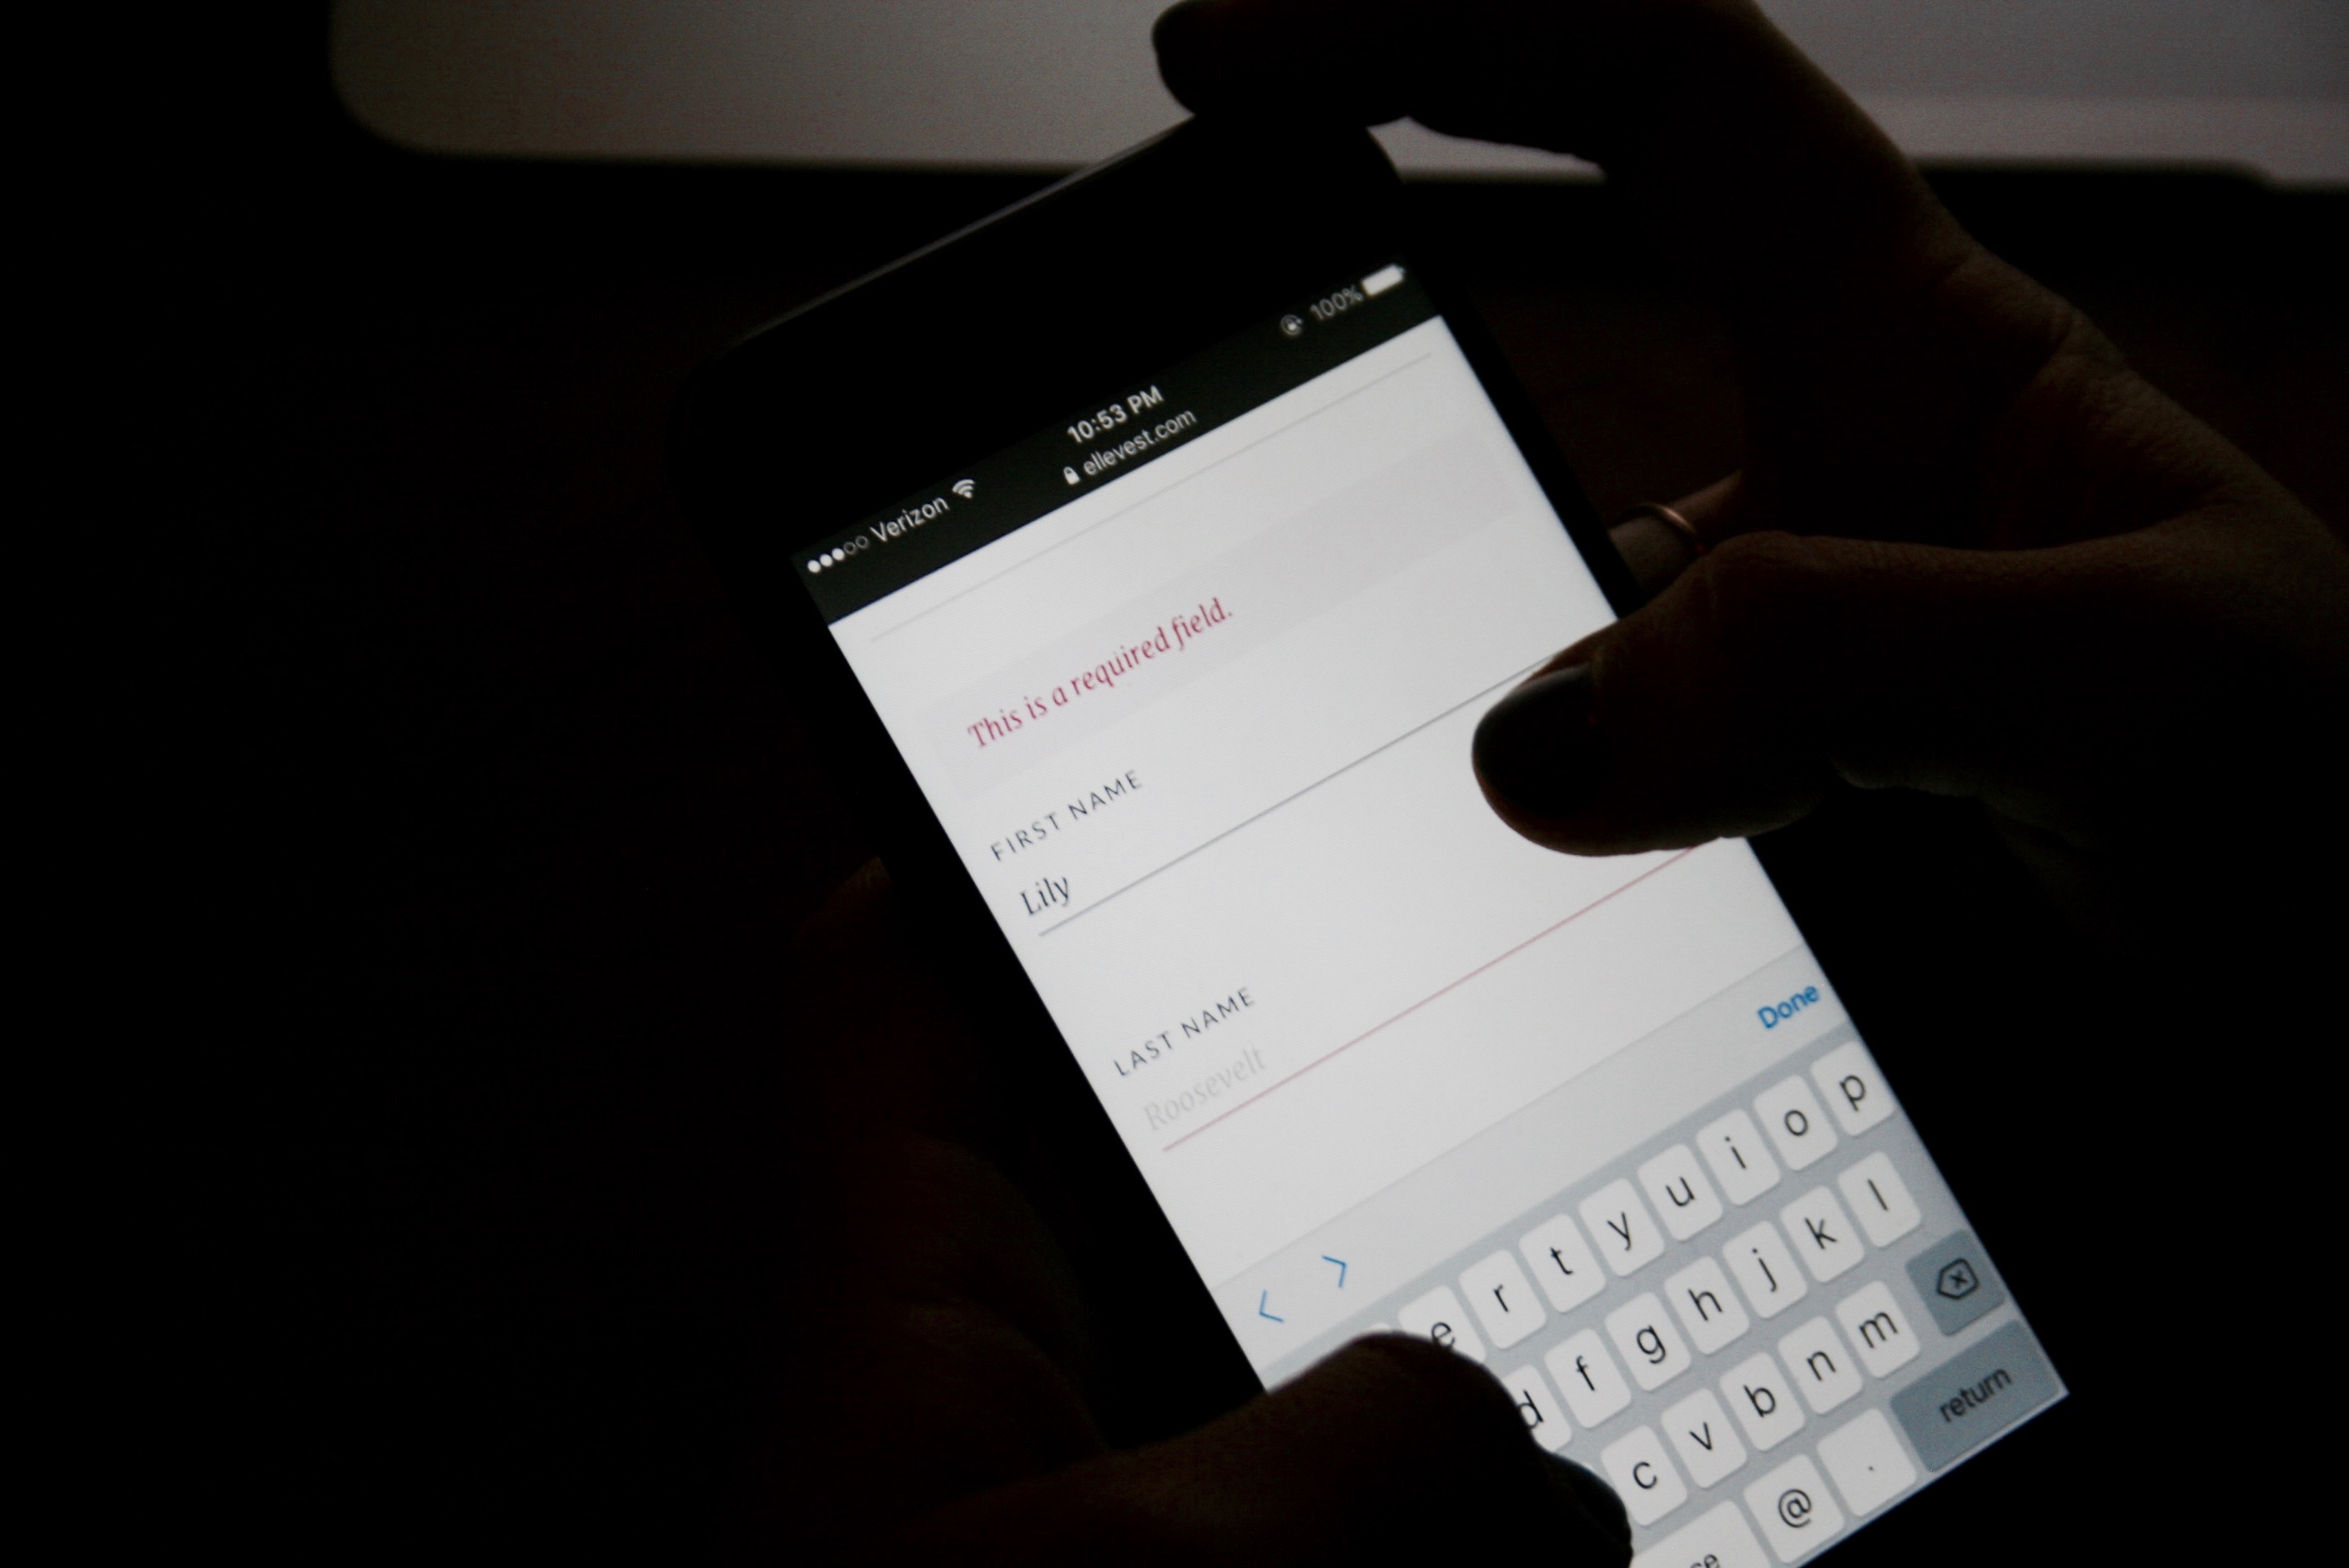 Verizon 10:53 PM 100%
ellevest.com
This is a required field.
FIRST NAME
Lily
LAST NAME
Roosevelt
< > Done
e r t y u i o p
d f g h j k l
c v b n m
@ . return